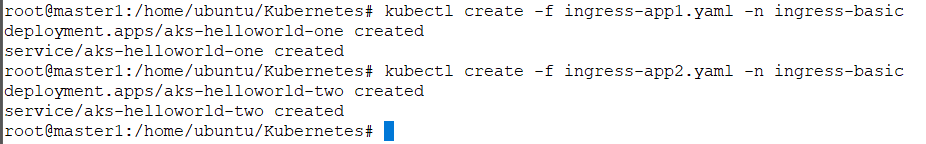 root@master1:/home/ubuntu/Kubernetes# kubectl create -f ingress-app1.yaml -n ingress-basic
deployment.apps/aks-helloworld-one created
service/aks-helloworld-one created
root@master1:/home/ubuntu/Kubernetes# kubectl create -f ingress-app2.yaml -n ingress-basic
deployment.apps/aks-helloworld-two created
service/aks-helloworld-two created
root@master1:/home/ubuntu/Kubernetes#